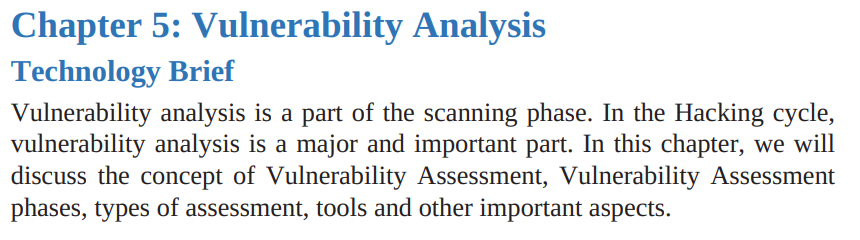 Chapter 5: Vulnerability Analysis
Technology Brief
Vulnerability analysis is a part of the scanning phase. In the Hacking cycle,
vulnerability analysis is a major and important part. In this chapter, we will
discuss the concept of Vulnerability Assessment, Vulnerability Assessment
phases, types of assessment, tools and other important aspects.